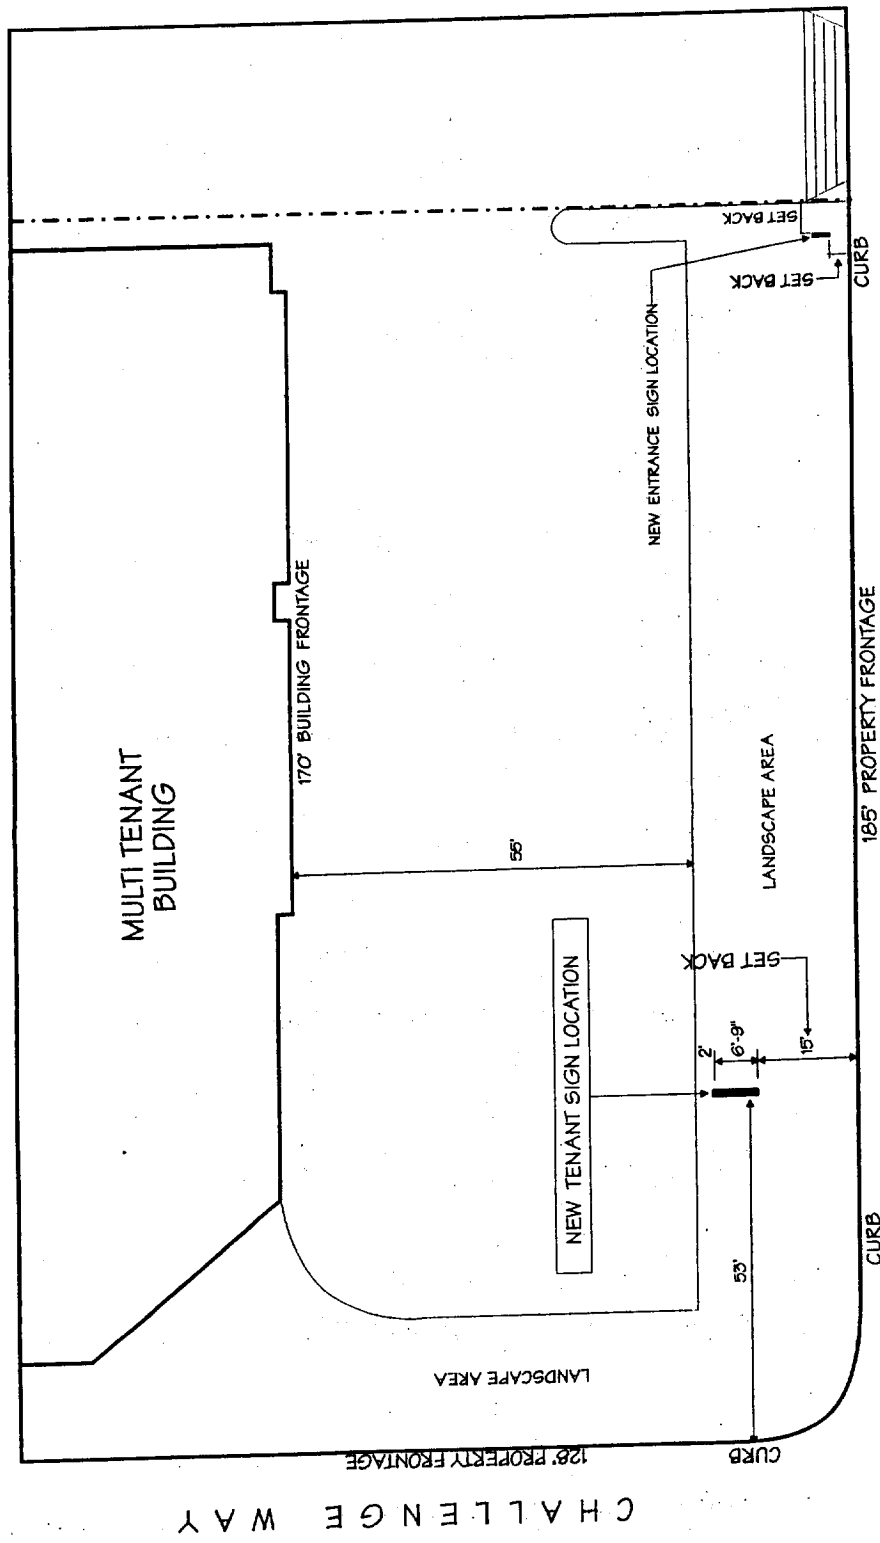 MULTI TENANT
BUILDING
170' BUILDING FRONTAGE
NEW ENTRANCE SIGN LOCATION
SET BACK
SET BACK
CURB
55'
LANDSCAPE AREA
185' PROPERTY FRONTAGE
NEW TENANT SIGN LOCATION
SET BACK
2'
6'-9"
15'
53'
CURB
LANDSCAPE AREA
128' PROPERTY FRONTAGE
CURB
CHALLENGE WAY